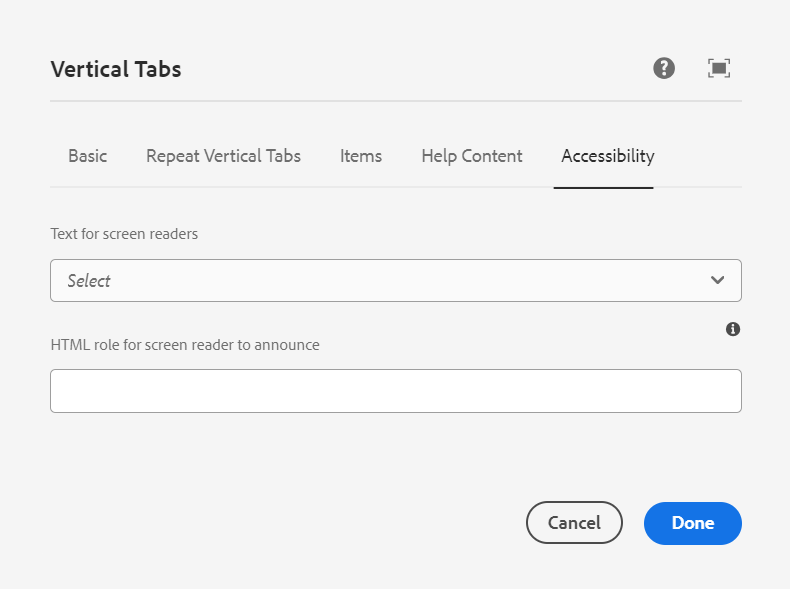 Vertical Tabs
Basic Repeat Vertical Tabs Items Help Content Accessibility
Text for screen readers
Select
HTML role for screen reader to announce
Cancel Done